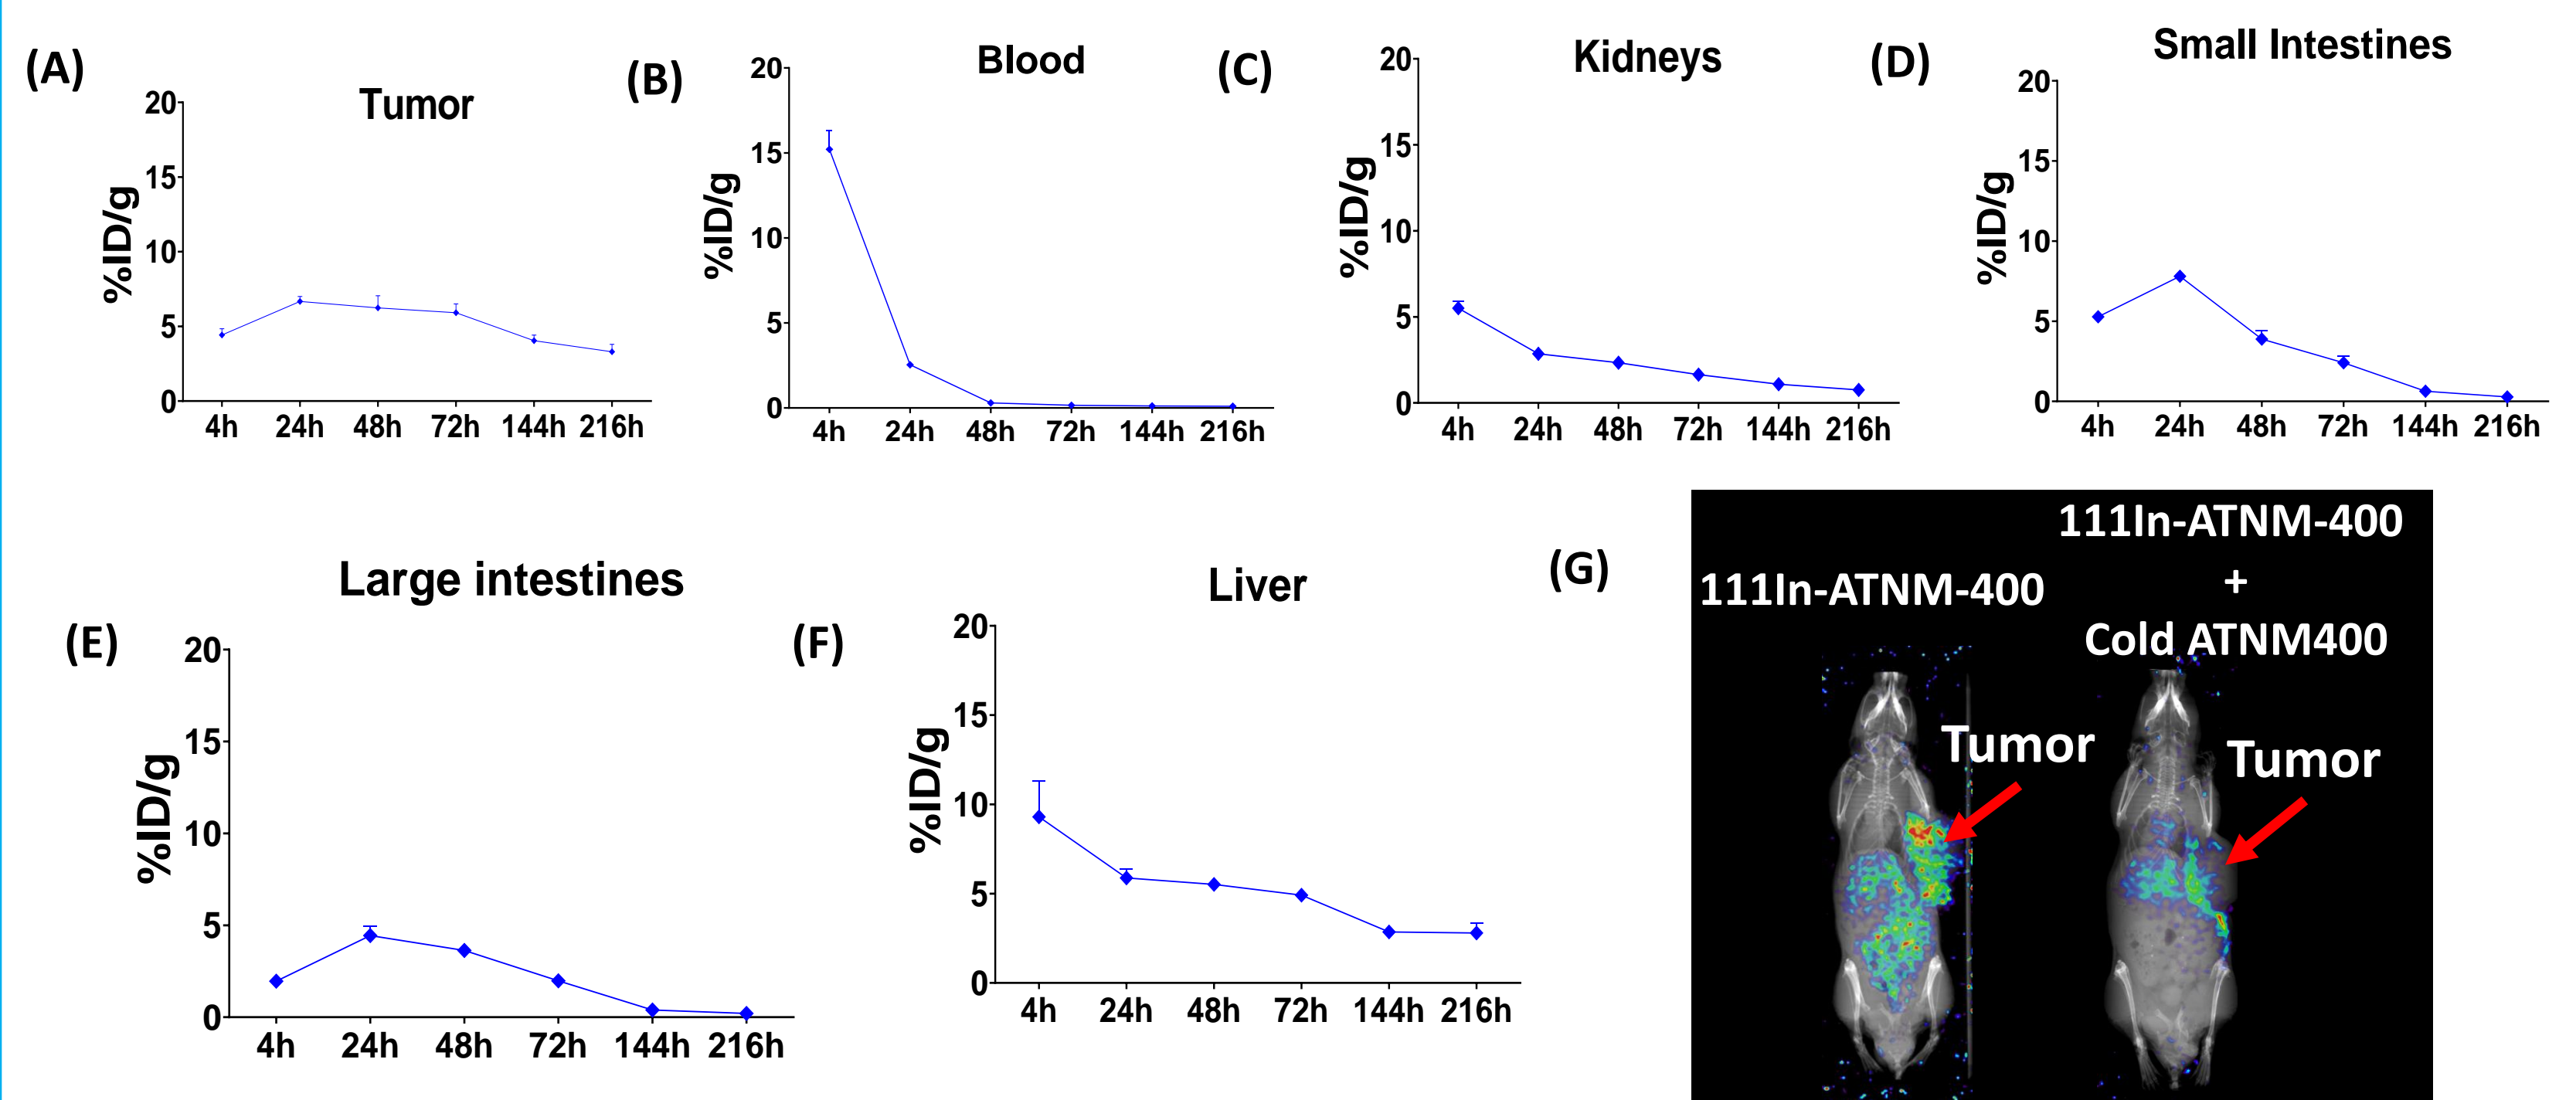 (A)
Tumor
%ID/g
20
15
10
5
0
4h 24h 48h 72h 144h 216h
(B)
Blood
%ID/g
20
15
10
5
0
4h 24h 48h 72h 144h 216h
(C)
Kidneys
%ID/g
20
15
10
5
0
4h 24h 48h 72h 144h 216h
(D)
Small Intestines
%ID/g
20
15
10
5
0
4h 24h 48h 72h 144h 216h
(E)
Large intestines
%ID/g
20
15
10
5
0
4h 24h 48h 72h 144h 216h
(F)
Liver
%ID/g
20
15
10
5
0
4h 24h 48h 72h 144h 216h
(G)
111In-ATNM-400
Tumor
111In-ATNM-400
+
Cold ATNM400
Tumor